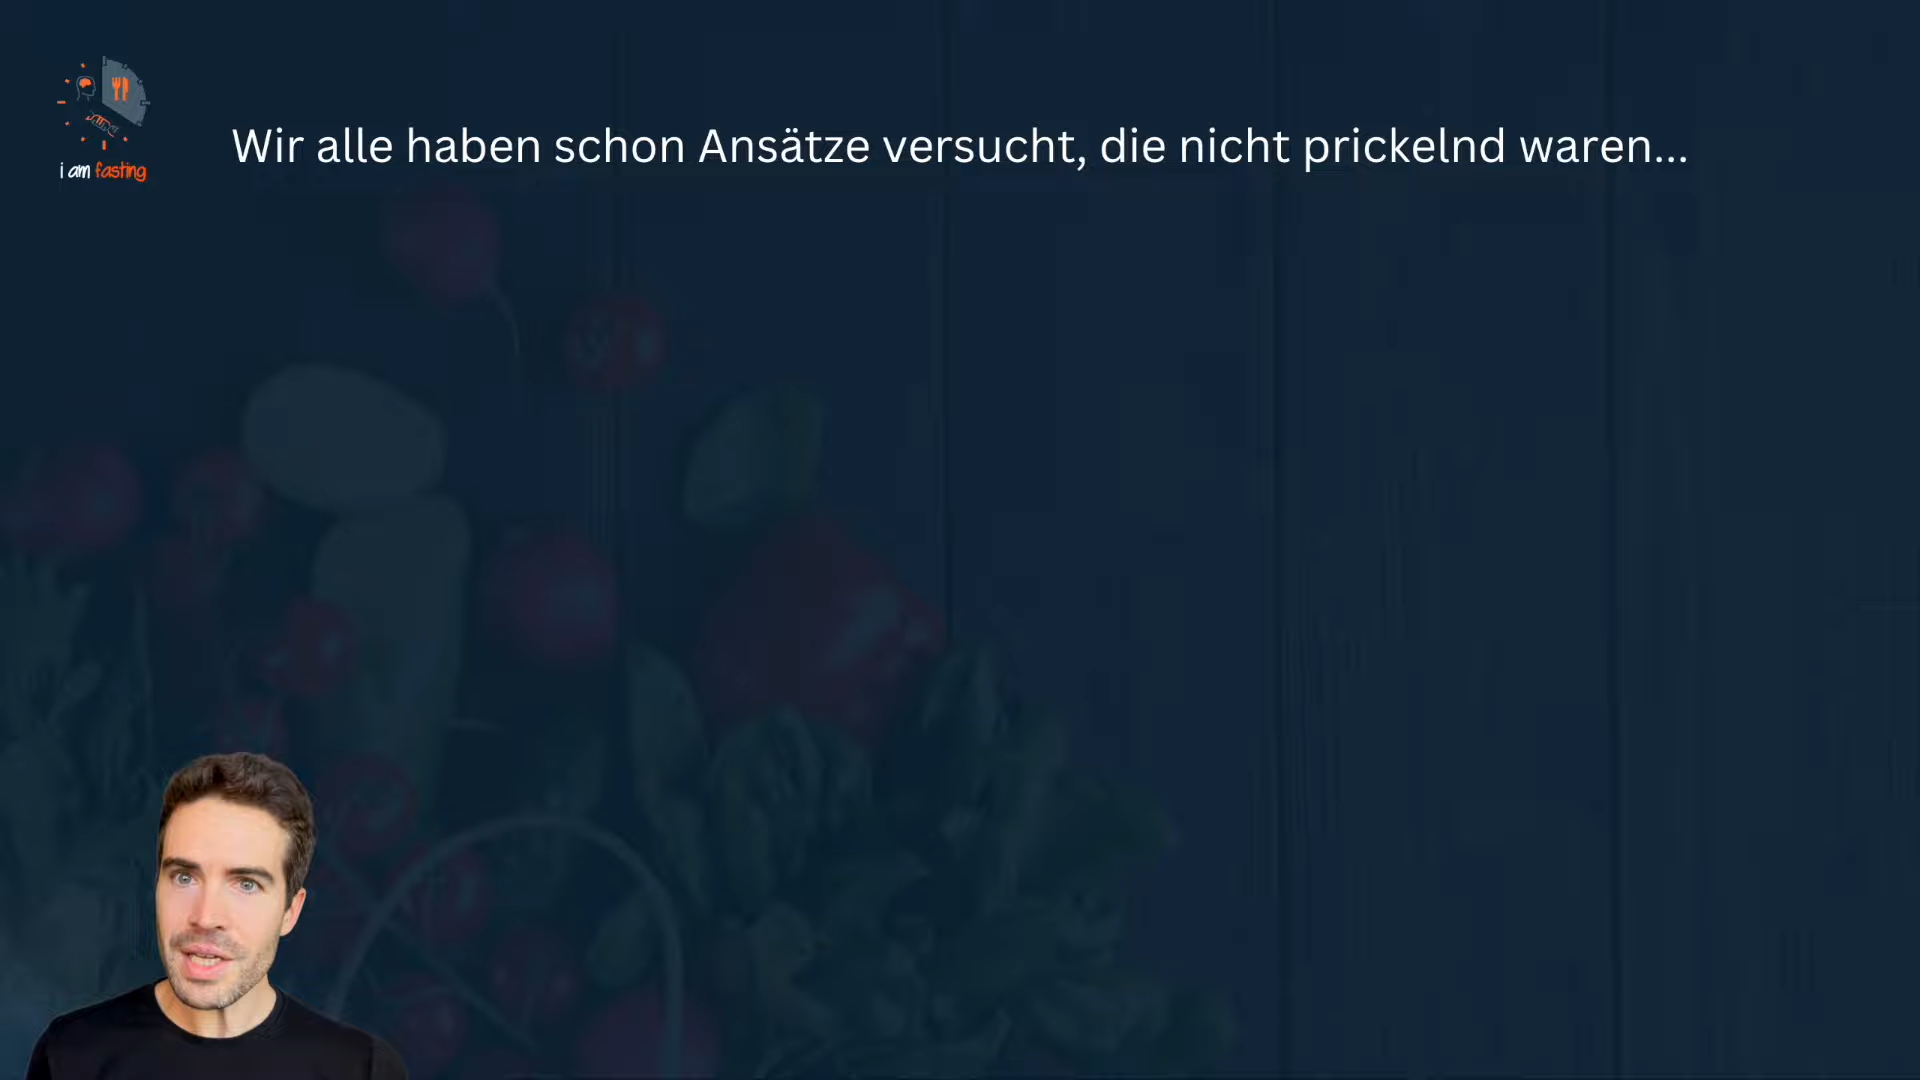 i am fasting
Wir alle haben schon Ansätze versucht, die nicht prickelnd waren...